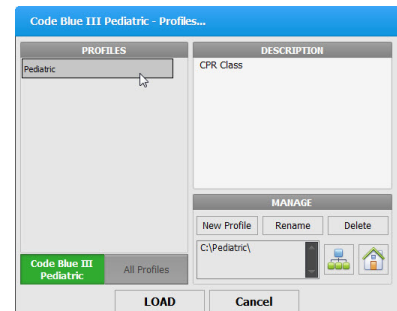 Code Blue III Pediatric - Profiles...
PROFILES
Pediatric
Code Blue III
Pediatric
All Profiles
DESCRIPTION
CPR Class
MANAGE
New Profile
Rename
Delete
C:\Pediatric\
LOAD
Cancel